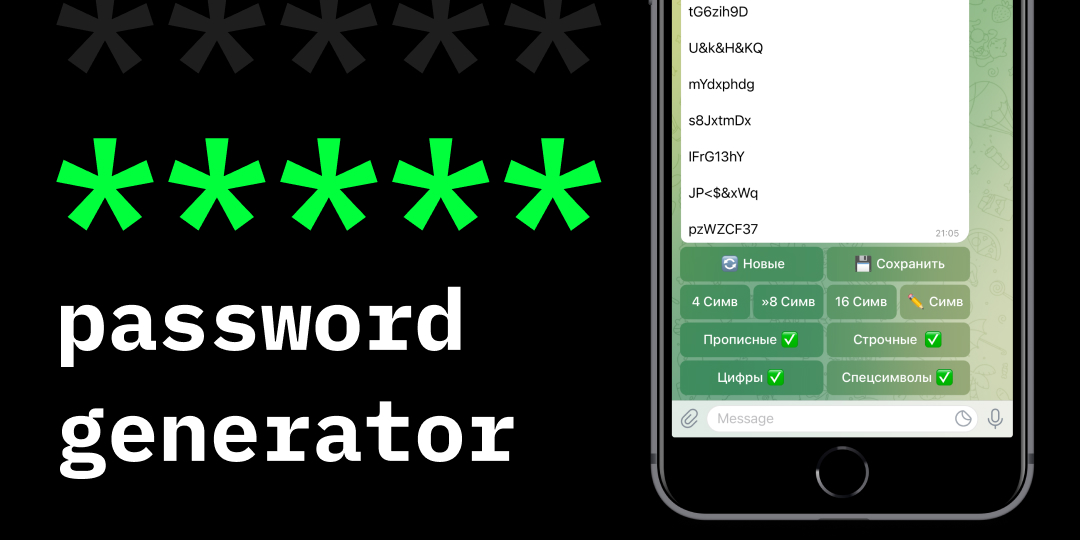 *****
*****
password
generator
tG6zih9D
U&k&H&KQ
mYdxphdg
s8JxtmDx
IFrG13hY
JP<$&xWq
pzWZCF37
21:05
🔄 Новые 💾 Сохранить
4 Симв »8 Симв 16 Симв ✏️ Симв
Прописные ✅ Строчные ✅
Цифры ✅ Спецсимволы ✅
Message